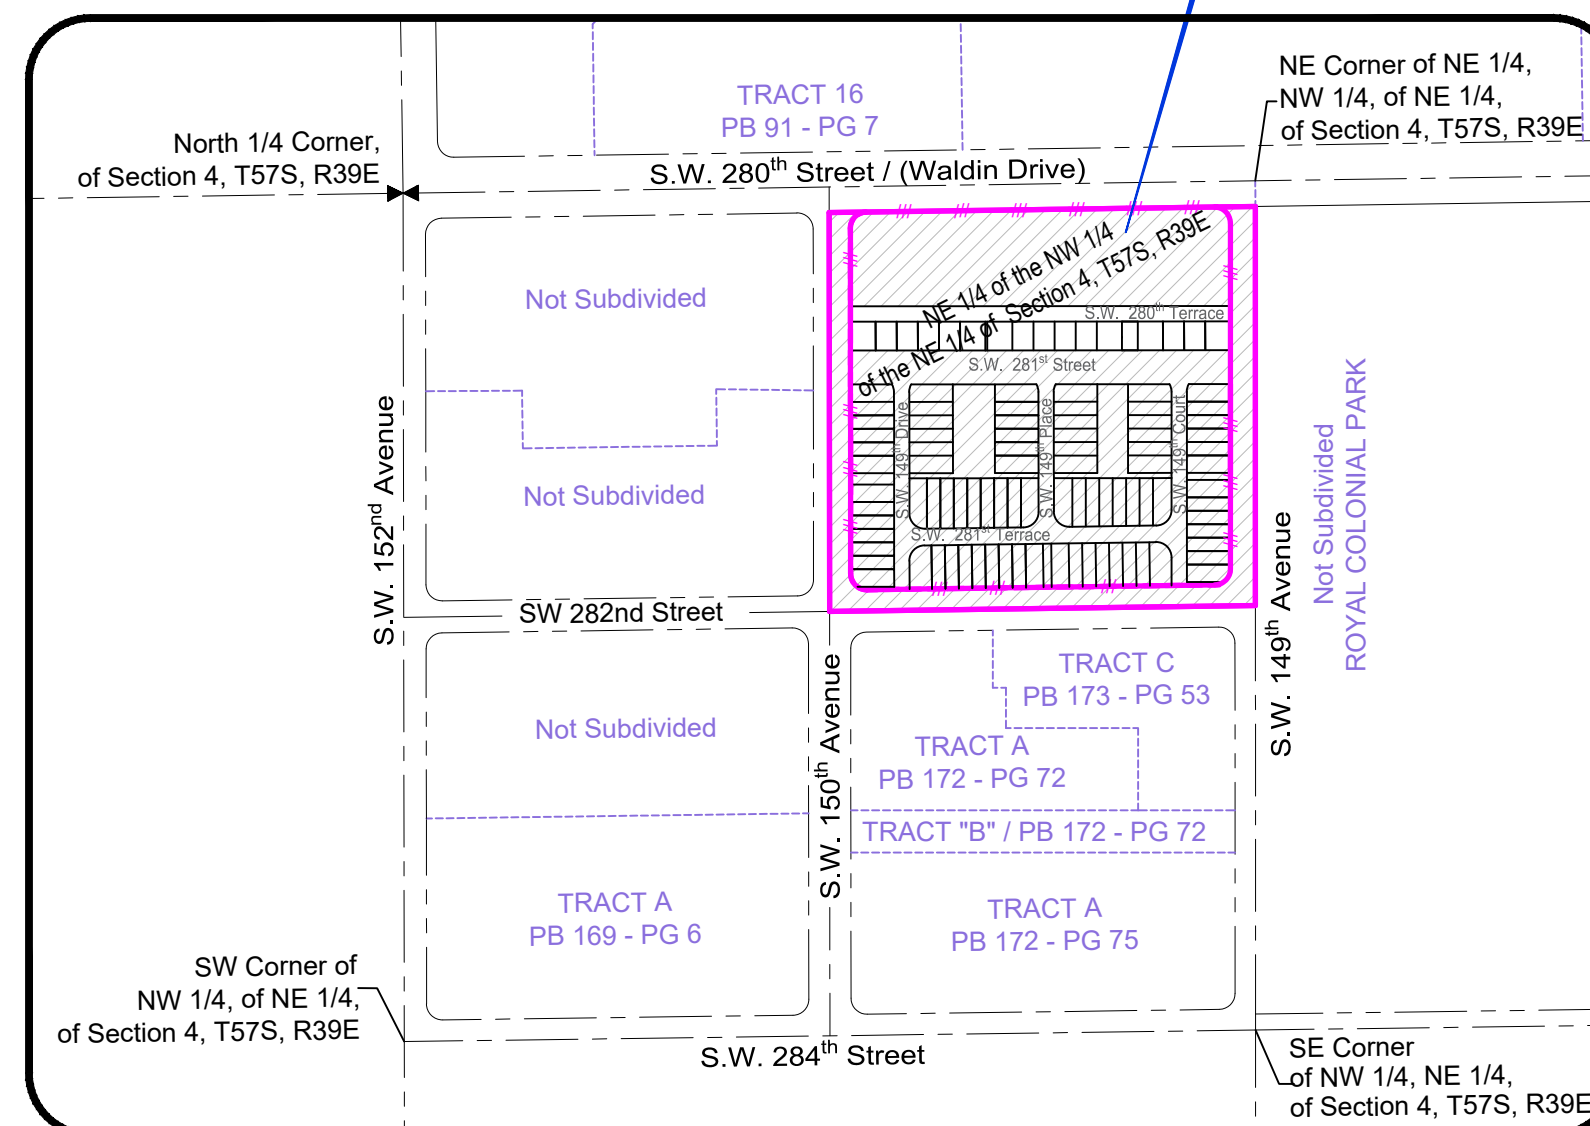 TRACT 16
PB 91 - PG 7
NE Corner of NE 1/4,
NW 1/4, of NE 1/4,
of Section 4, T57S, R39E
North 1/4 Corner,
of Section 4, T57S, R39E
S.W. 280th Street / (Waldin Drive)
NE 1/4 of the NW 1/4
of the NE 1/4 of Section 4, T57S, R39E
Not Subdivided
S.W. 280th Terrace
S.W. 281st Street
S.W. 149th Drive
S.W. 149th Place
S.W. 149th Court
S.W. 281st Terrace
Not Subdivided
S.W. 152nd Avenue
Not Subdivided
ROYAL COLONIAL PARK
S.W. 149th Avenue
SW 282nd Street
Not Subdivided
S.W. 150th Avenue
TRACT C
PB 173 - PG 53
TRACT A
PB 172 - PG 72
TRACT "B" / PB 172 - PG 72
TRACT A
PB 169 - PG 6
TRACT A
PB 172 - PG 75
SW Corner of
NW 1/4, of NE 1/4,
of Section 4, T57S, R39E
S.W. 284th Street
SE Corner
of NW 1/4, NE 1/4,
of Section 4, T57S, R39E